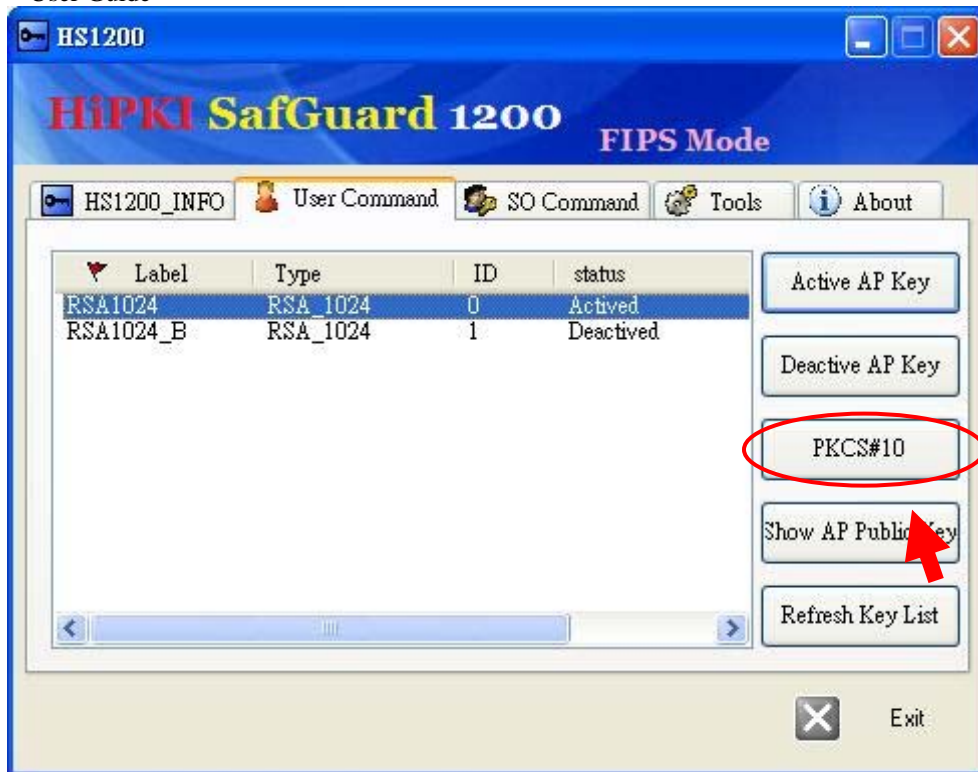 User Guide
HS1200
HiPKI SafGuard 1200 FIPS Mode
HS1200_INFO User Command SO Command Tools About
Label Type ID status
RSA1024 RSA_1024 0 Actived
RSA1024_B RSA_1024 1 Deactived
Active AP Key
Deactive AP Key
PKCS#10
Show AP Public Key
Refresh Key List
Exit